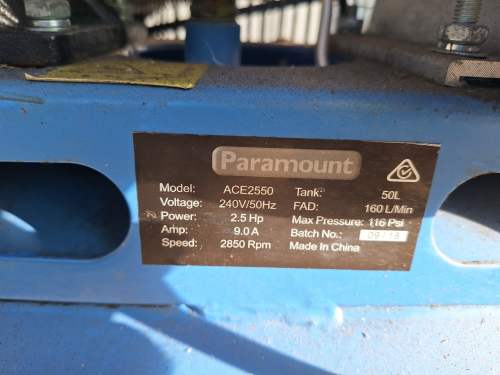 Paramount
Model: ACE2550 Tank: 50L
Voltage: 240V/50Hz FAD: 160 L/Min
Power: 2.5 Hp Max Pressure: 116 Psi
Amp: 9.0 A Batch No.:
Speed: 2850 Rpm Made In China